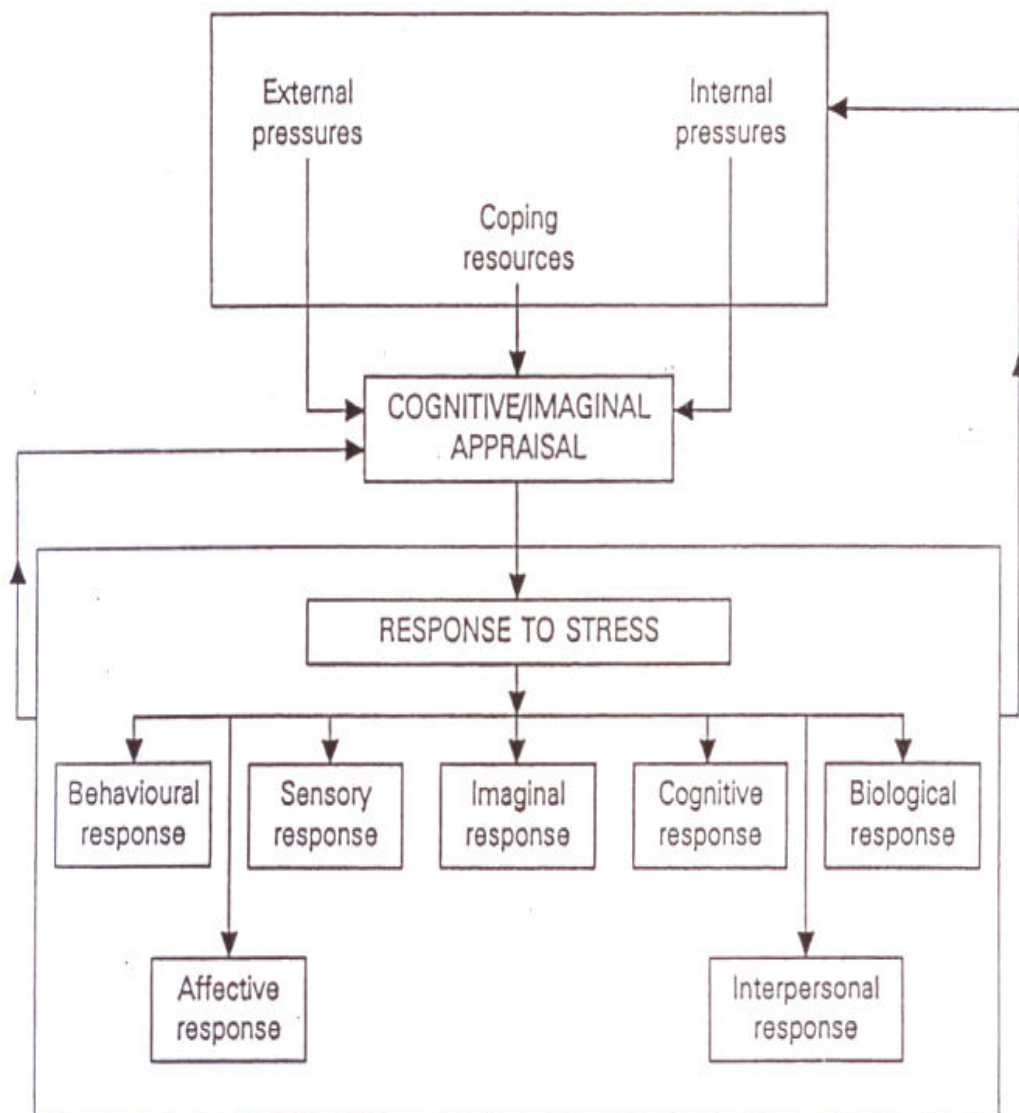 External
pressures
Internal
pressures
Coping
resources
COGNITIVE/IMAGINAL
APPRAISAL
RESPONSE TO STRESS
Behavioural
response
Sensory
response
Imaginal
response
Cognitive
response
Biological
response
Affective
response
Interpersonal
response